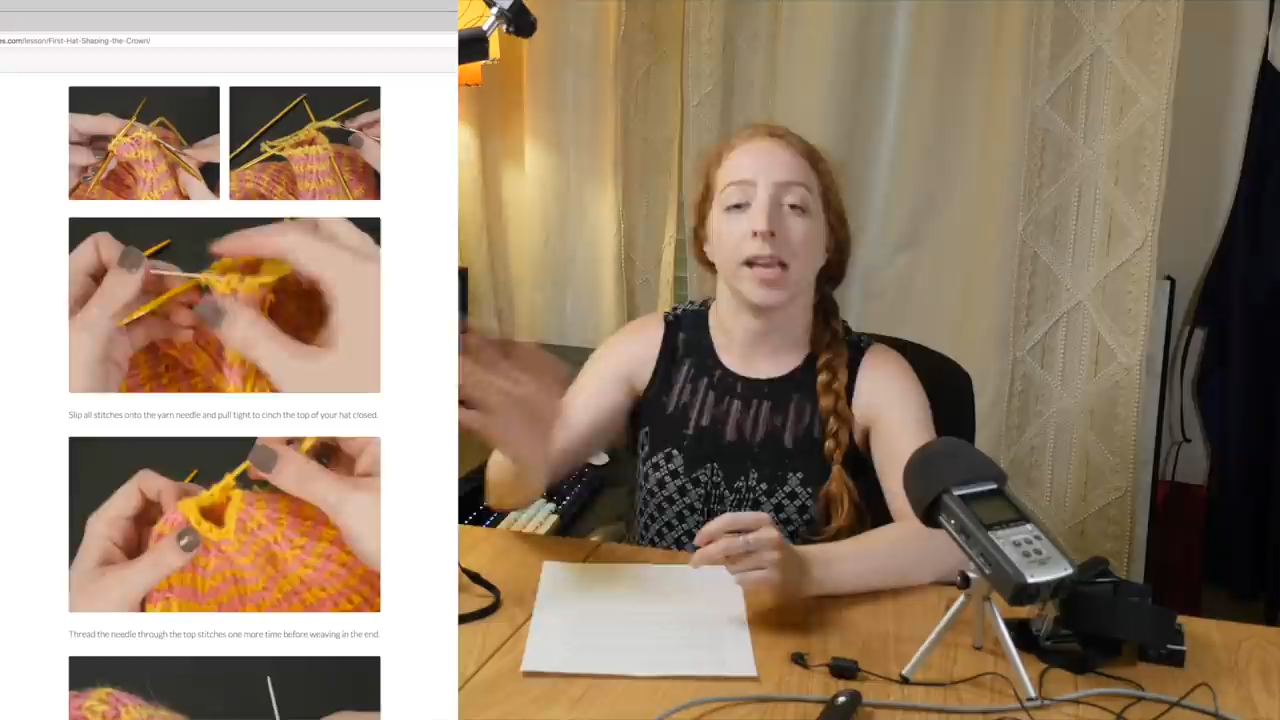 es.com/lesson/First-Hat-Shaping-the-Crown/
Slip all stitches onto the yarn needle and pull tight to cinch the top of your hat closed.
Thread the needle through the top stitches one more time before weaving in the end.